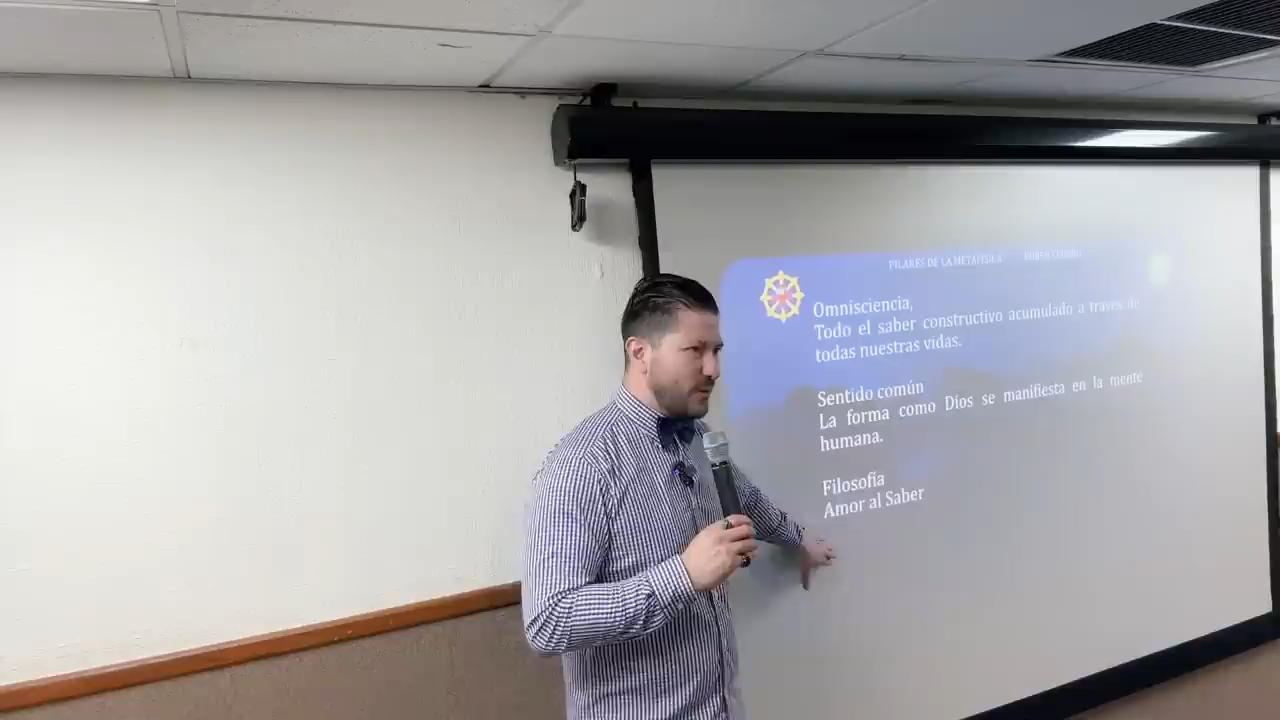 PILARES DE LA METAFÍSICA
Omnisciencia,
Todo el saber constructivo acumulado a través de
todas nuestras vidas.
Sentido común
La forma como Dios se manifiesta en la mente
humana.
Filosofía
Amor al Saber